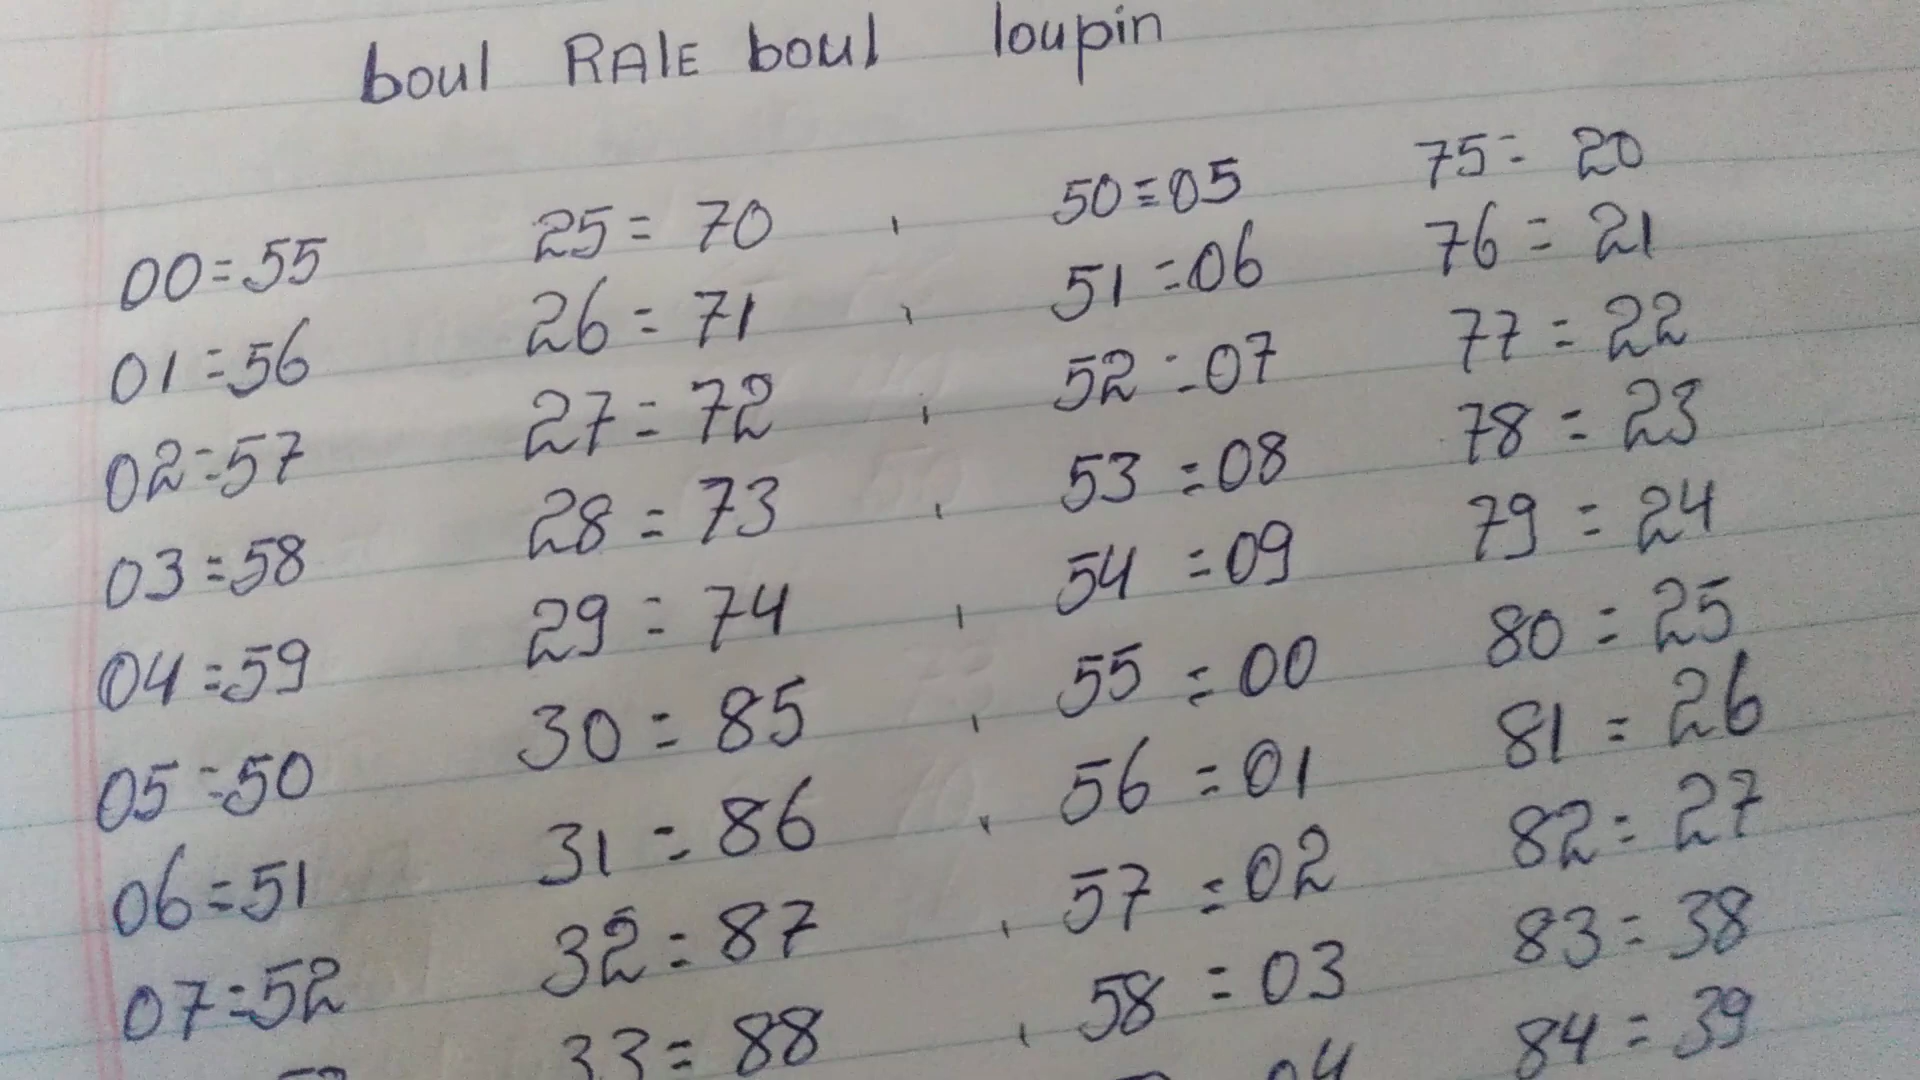 boul RALE boul loupin
00=55 25=70 50=05 75=20
01=56 26=71 51=06 76=21
02=57 27=72 52=07 77=22
03=58 28=73 53=08 78=23
04=59 29=74 54=09 79=24
05=50 30=85 55=00 80=25
06=51 31=86 56=01 81=26
07=52 32=87 57=02 82=27
33=88 58=03 83=38
04 84=39